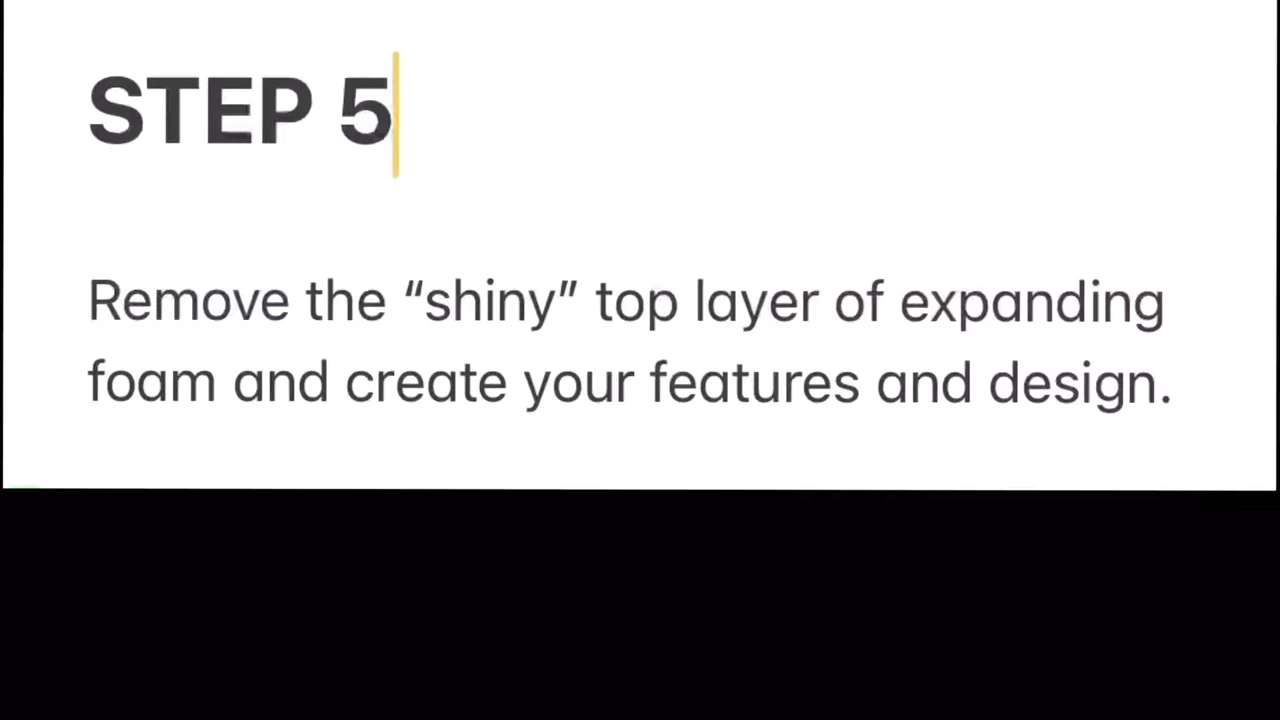 STEP 5
Remove the “shiny” top layer of expanding
foam and create your features and design.